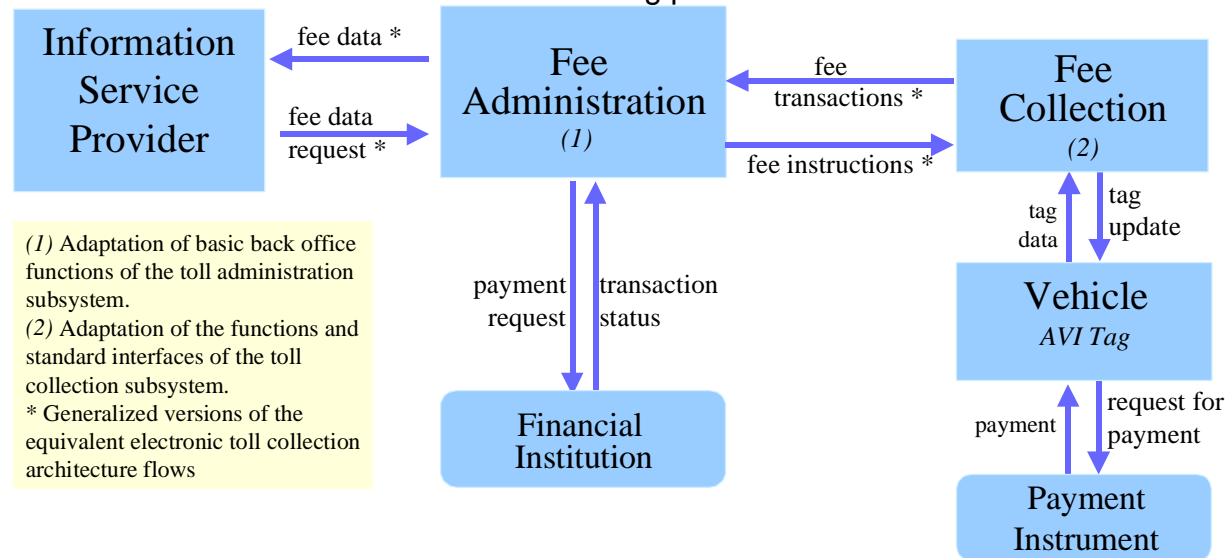 Information
Service
Provider
fee data *
fee data
request *
Fee
Administration
(1)
fee
transactions *
fee instructions *
Fee
Collection
(2)
tag
data
tag
update
(1) Adaptation of basic back office
functions of the toll administration
subsystem.
(2) Adaptation of the functions and
standard interfaces of the toll
collection subsystem.
* Generalized versions of the
equivalent electronic toll collection
architecture flows
payment
request
transaction
status
Vehicle
AVI Tag
Financial
Institution
payment
request for
payment
Payment
Instrument